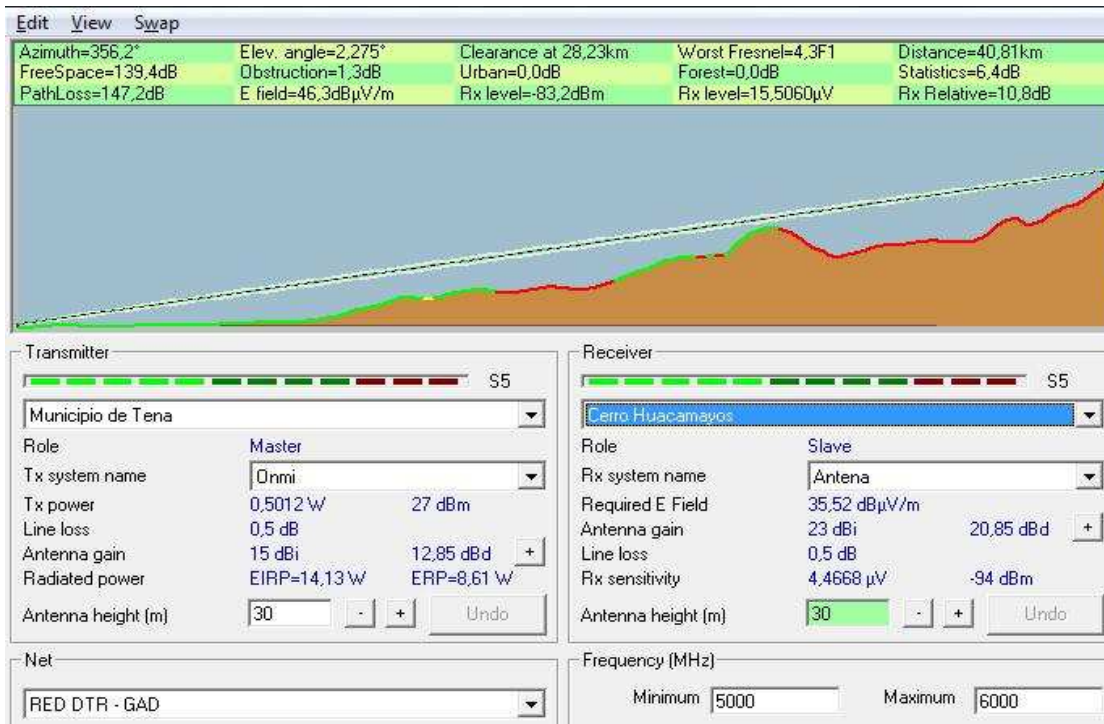 Edit View Swap
Azimuth=356,2° Elev. angle=2,275° Clearance at 28,23km Worst Fresnel=4,3F1 Distance=40,81km
FreeSpace=139,4dB Obstruction=1,3dB Urban=0,0dB Forest=0,0dB Statistics=6,4dB
PathLoss=147,2dB E field=46,3dBµV/m Rx level=-83,2dBm Rx level=15,5060µV Rx Relative=10,8dB
Transmitter
S5
Municipio de Tena
Role Master
Tx system name Onmi
Tx power 0,5012 W 27 dBm
Line loss 0,5 dB
Antenna gain 15 dBi 12,85 dBd +
Radiated power EIRP=14,13 W ERP=8,61 W
Antenna height (m) 30 - + Undo
Net
RED DTR - GAD
Receiver
S5
Cerro Huacamayos
Role Slave
Rx system name Antena
Required E Field 35,52 dBµV/m
Antenna gain 23 dBi 20,85 dBd +
Line loss 0,5 dB
Rx sensitivity 4,4668 µV -94 dBm
Antenna height (m) 30 - + Undo
Frequency (MHz)
Minimum 5000 Maximum 6000